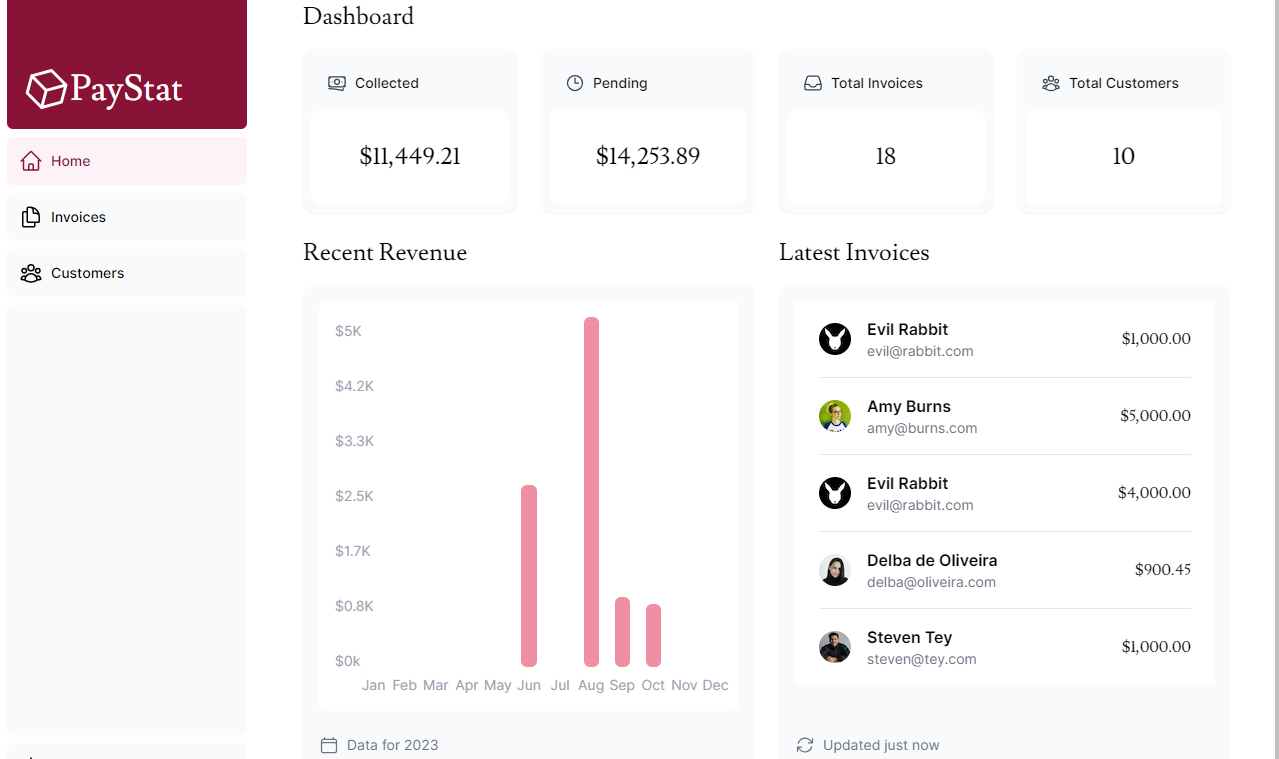 Dashboard
PayStat
Home
Invoices
Customers
Collected
$11,449.21
Pending
$14,253.89
Total Invoices
18
Total Customers
10
Recent Revenue
$5K
$4.2K
$3.3K
$2.5K
$1.7K
$0.8K
$0k
Jan Feb Mar Apr May Jun Jul Aug Sep Oct Nov Dec
Data for 2023
Latest Invoices
Evil Rabbit
evil@rabbit.com
$1,000.00
Amy Burns
amy@burns.com
$5,000.00
Evil Rabbit
evil@rabbit.com
$4,000.00
Delba de Oliveira
delba@oliveira.com
$900.45
Steven Tey
steven@tey.com
$1,000.00
Updated just now